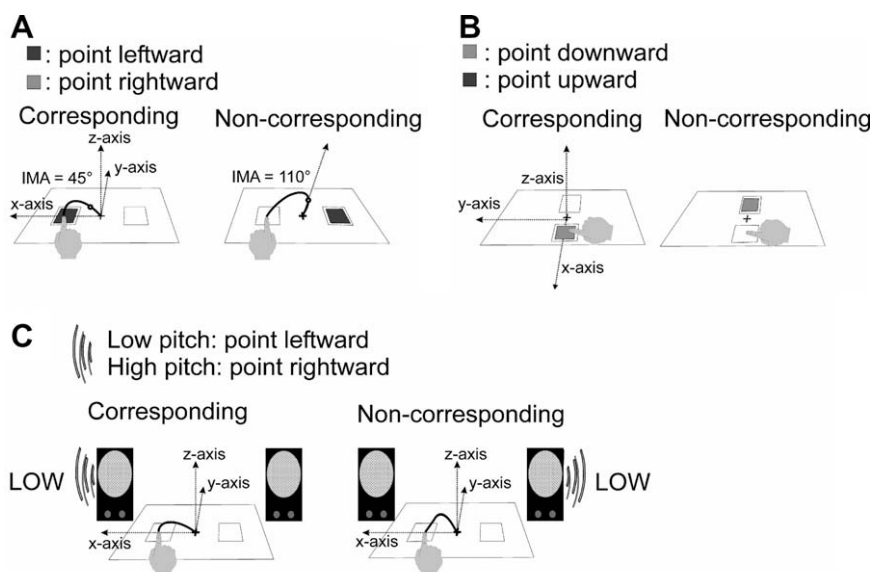 A
: point leftward
: point rightward
Corresponding
Non-corresponding
z-axis
IMA = 45°
y-axis
x-axis
IMA = 110°
B
: point downward
: point upward
Corresponding
Non-corresponding
z-axis
y-axis
x-axis
C
Low pitch: point leftward
High pitch: point rightward
Corresponding
Non-corresponding
LOW
z-axis
y-axis
x-axis
z-axis
y-axis
x-axis
LOW